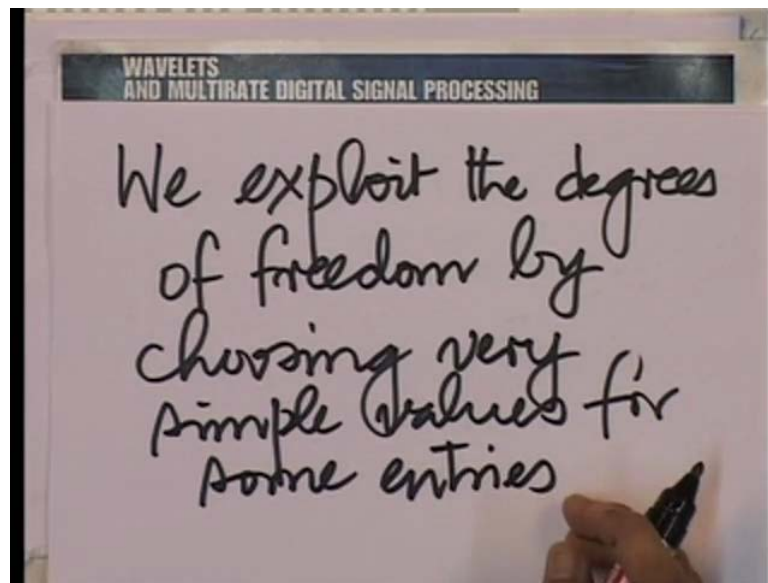 WAVELETS
AND MULTIRATE DIGITAL SIGNAL PROCESSING
We exploit the degrees
of freedom by
choosing very
simple values for
some entries